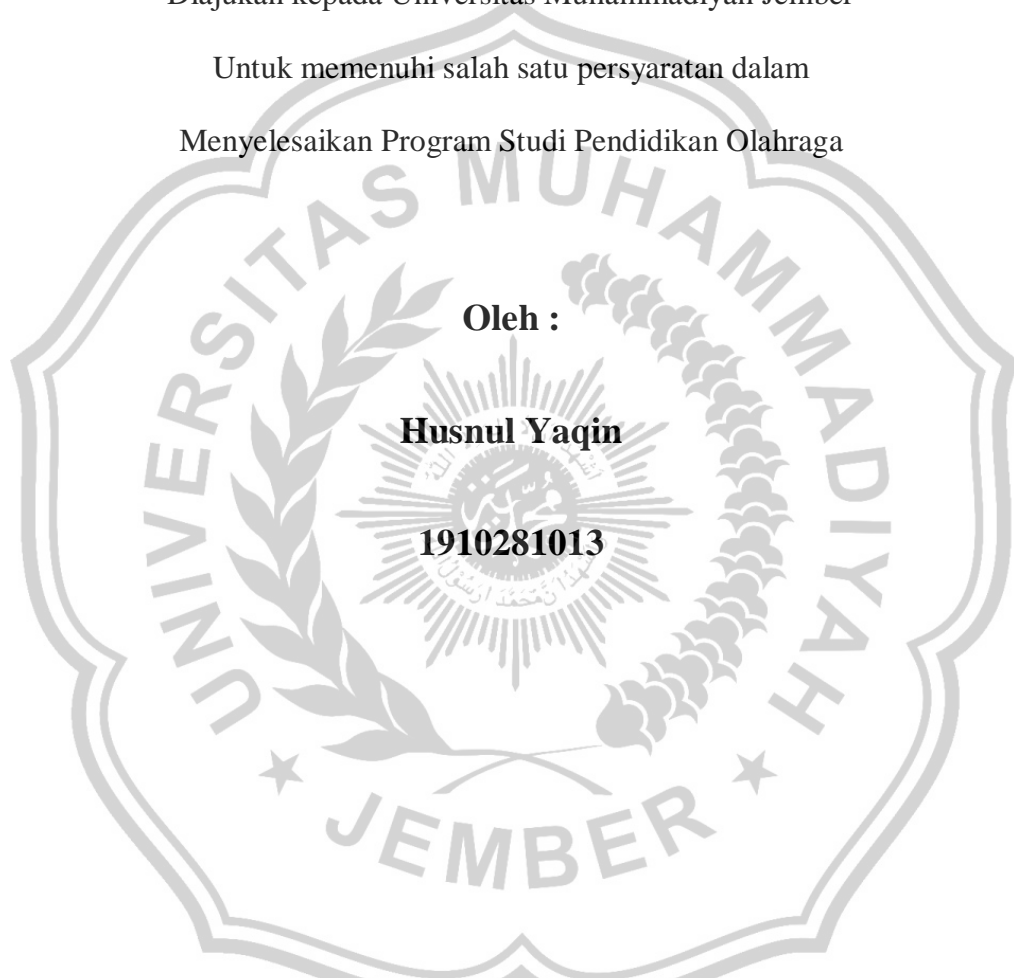 Diajukan kepada Universitas Muhammadiyah Jember
Untuk memenuhi salah satu persyaratan dalam
Menyelesaikan Program Studi Pendidikan Olahraga
Oleh :
Husnul Yaqin
1910281013
UNIVERSITAS MUHAMMADIYAH
JEMBER